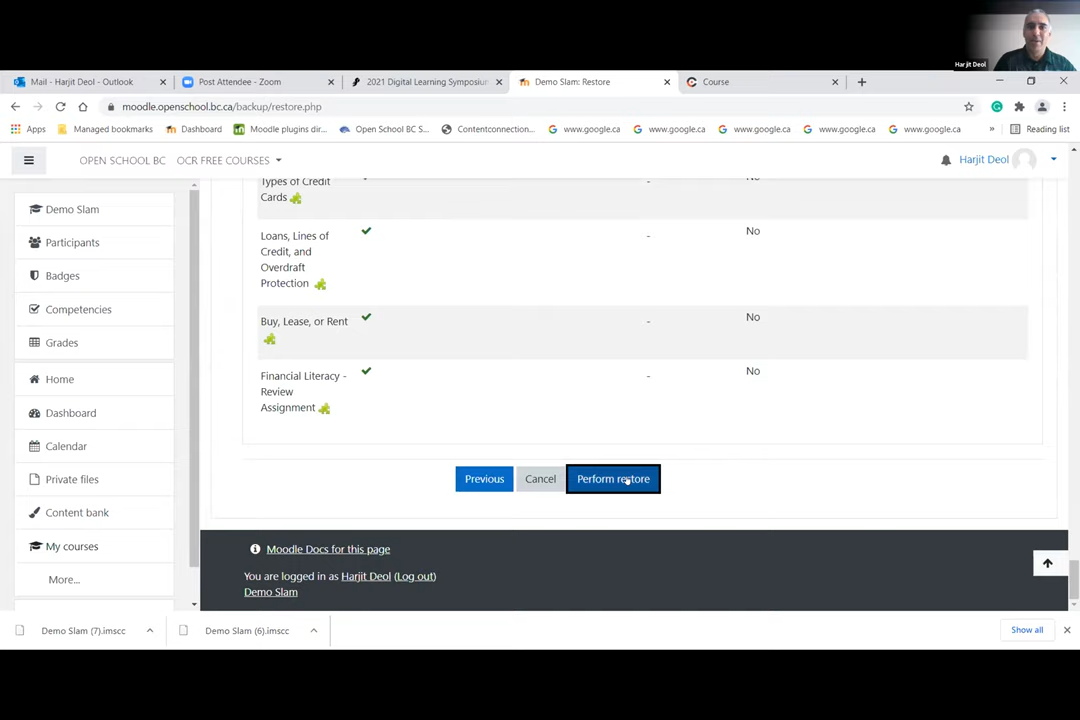 Harjit Deol
Mail - Harjit Deol - Outlook
Post Attendee - Zoom
2021 Digital Learning Symposium
Demo Slam: Restore
Course
moodle.openschool.bc.ca/backup/restore.php
Apps
Managed bookmarks
Dashboard
Moodle plugins dir...
Open School BC S...
Contentconnection...
www.google.ca
www.google.ca
www.google.ca
www.google.ca
www.google.ca
»
Reading list
OPEN SCHOOL BC
OCR FREE COURSES
Harjit Deol
Demo Slam
Participants
Badges
Competencies
Grades
Home
Dashboard
Calendar
Private files
Content bank
My courses
More...
Types of Credit
Cards
-
No
Loans, Lines of
Credit, and
Overdraft
Protection
-
No
Buy, Lease, or Rent
-
No
Financial Literacy -
Review
Assignment
-
No
Previous
Cancel
Perform restore
Moodle Docs for this page
You are logged in as Harjit Deol (Log out)
Demo Slam
Demo Slam (7).imscc
Demo Slam (6).imscc
Show all